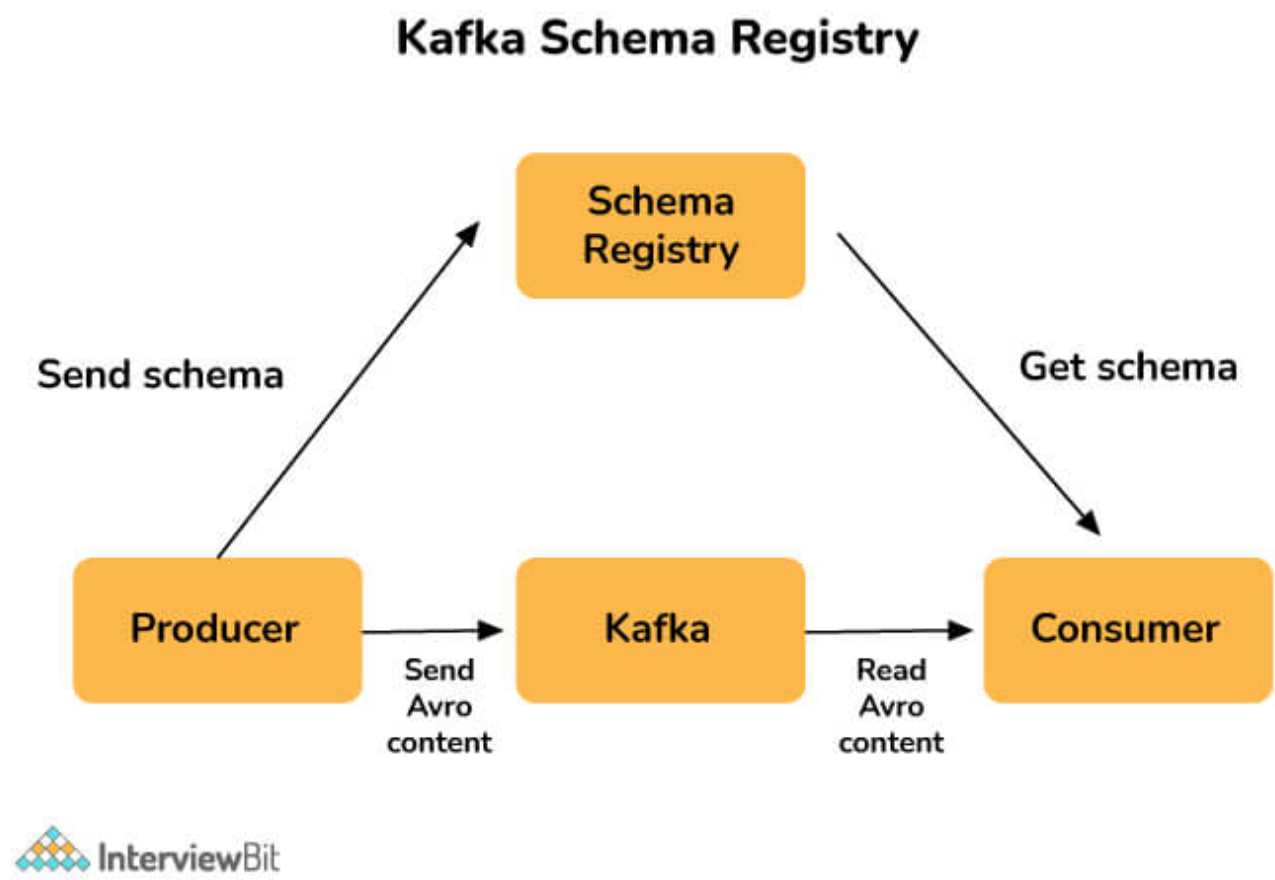 Kafka Schema Registry
Schema
Registry
Send schema
Get schema
Producer
Kafka
Consumer
Send
Avro
content
Read
Avro
content
InterviewBit